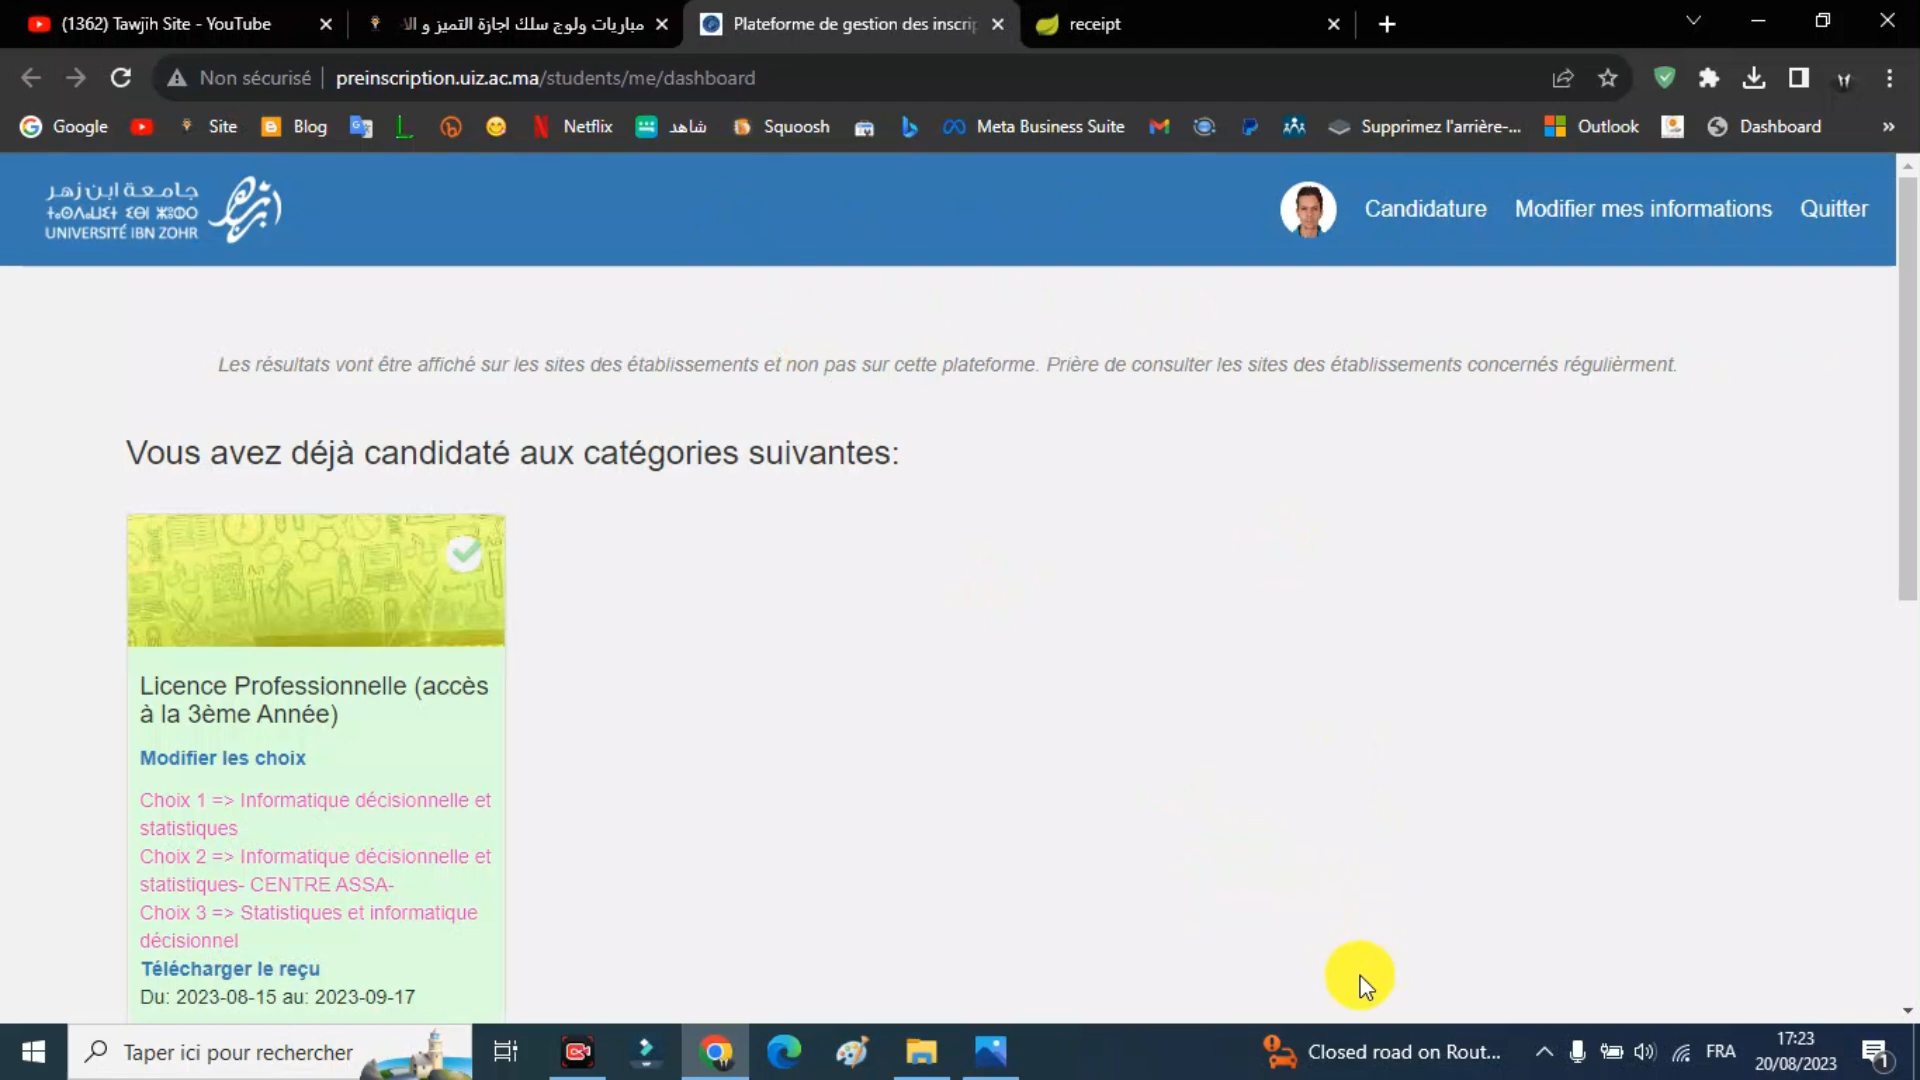 (1362) Tawjih Site - YouTube
مباريات ولوج سلك اجازة التميز و الا
Plateforme de gestion des inscrip
receipt
Non sécurisé
preinscription.uiz.ac.ma/students/me/dashboard
Google
Site
Blog
Netflix
شاهد
Squoosh
Meta Business Suite
Supprimez l'arrière-...
Outlook
Dashboard
»
جامعة ابن زهر
ⵜⴰⵙⴷⴰⵡⵉⵜ ⵉⴱⵏ ⵣⵓⵀⵔ
UNIVERSITÉ IBN ZOHR
Candidature
Modifier mes informations
Quitter
Les résultats vont être affiché sur les sites des établissements et non pas sur cette plateforme. Prière de consulter les sites des établissements concernés régulièrment.
Vous avez déjà candidaté aux catégories suivantes:
Licence Professionnelle (accès
à la 3ème Année)
Modifier les choix
Choix 1 => Informatique décisionnelle et
statistiques
Choix 2 => Informatique décisionnelle et
statistiques- CENTRE ASSA-
Choix 3 => Statistiques et informatique
décisionnel
Télécharger le reçu
Du: 2023-08-15 au: 2023-09-17
Taper ici pour rechercher
Closed road on Rout...
FRA
17:23
20/08/2023
1